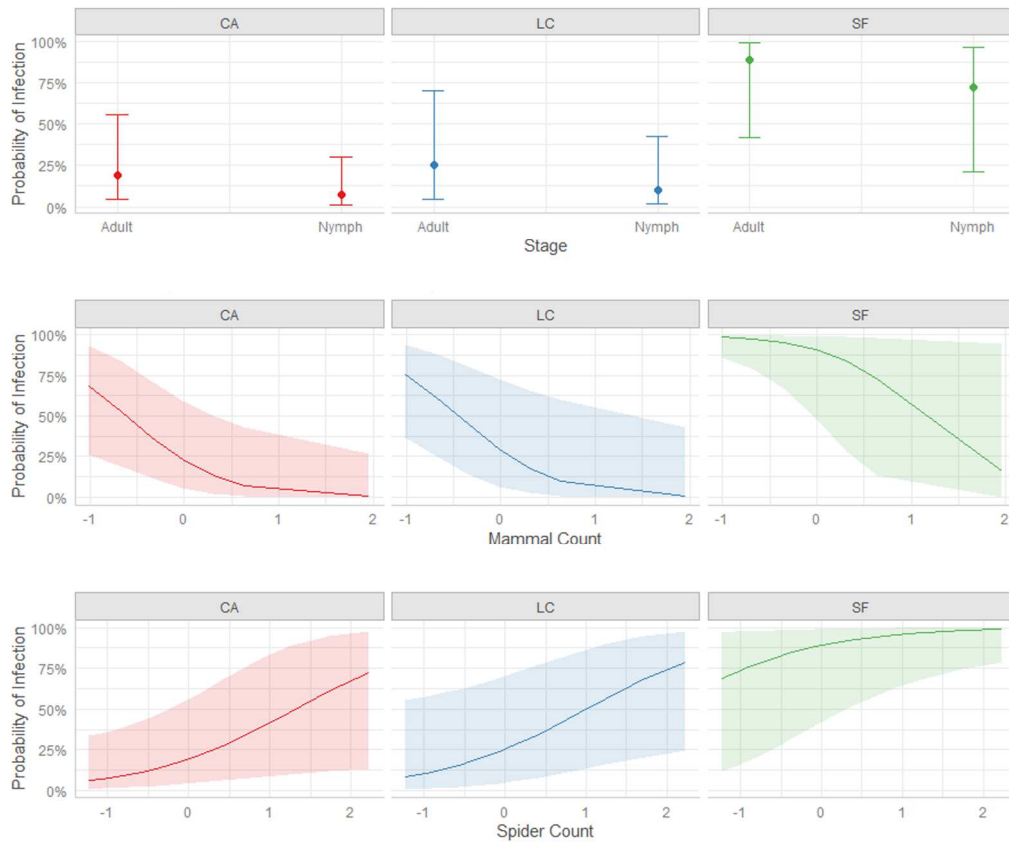 CA LC SF
Probability of Infection
100%
75%
50%
25%
0%
Adult Nymph Adult Nymph Adult Nymph
Stage
CA LC SF
Probability of Infection
100%
75%
50%
25%
0%
-1 0 1 2 -1 0 1 2 -1 0 1 2
Mammal Count
CA LC SF
Probability of Infection
100%
75%
50%
25%
0%
-1 0 1 2 -1 0 1 2 -1 0 1 2
Spider Count